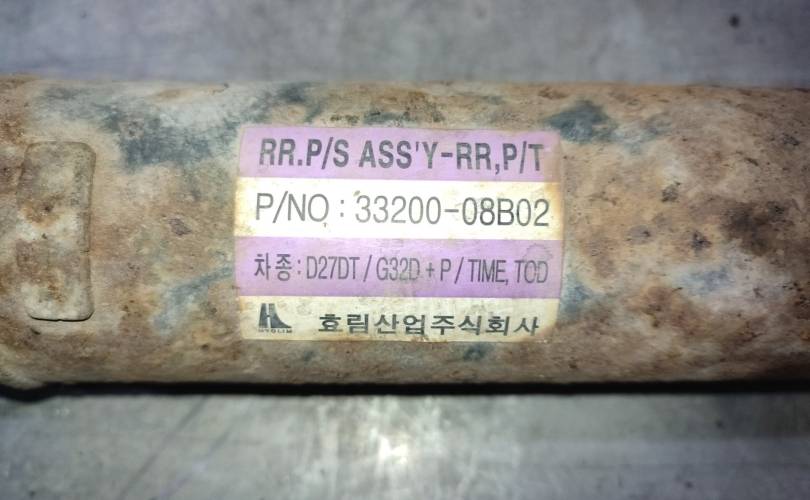 RR.P/S ASS'Y-RR,P/T
P/NO : 33200-08B02
차종 : D27DT / G32D + P / TIME, TOD
HYOLIM 효림산업주식회사